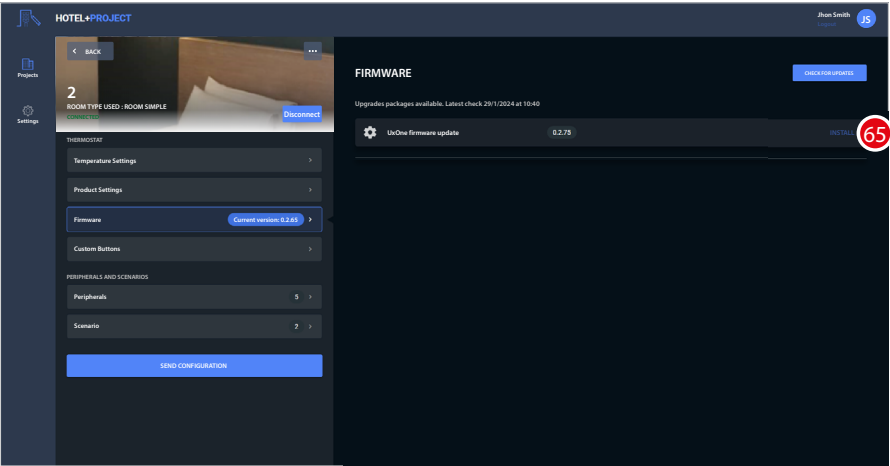 HOTEL+PROJECT
Jhon Smith
Logout
JS
Projects
Settings
BACK
2
ROOM TYPE USED : ROOM SIMPLE
CONNECTED
Disconnect
THERMOSTAT
Temperature Settings
Product Settings
Firmware
Current version: 0.2.65
Custom Buttons
PERIPHERALS AND SCENARIOS
Peripherals
5
Scenario
2
SEND CONFIGURATION
FIRMWARE
CHECK FOR UPDATES
Upgrades packages available. Latest check 29/1/2024 at 10:40
UxOne firmware update
0.2.75
INSTALL
65